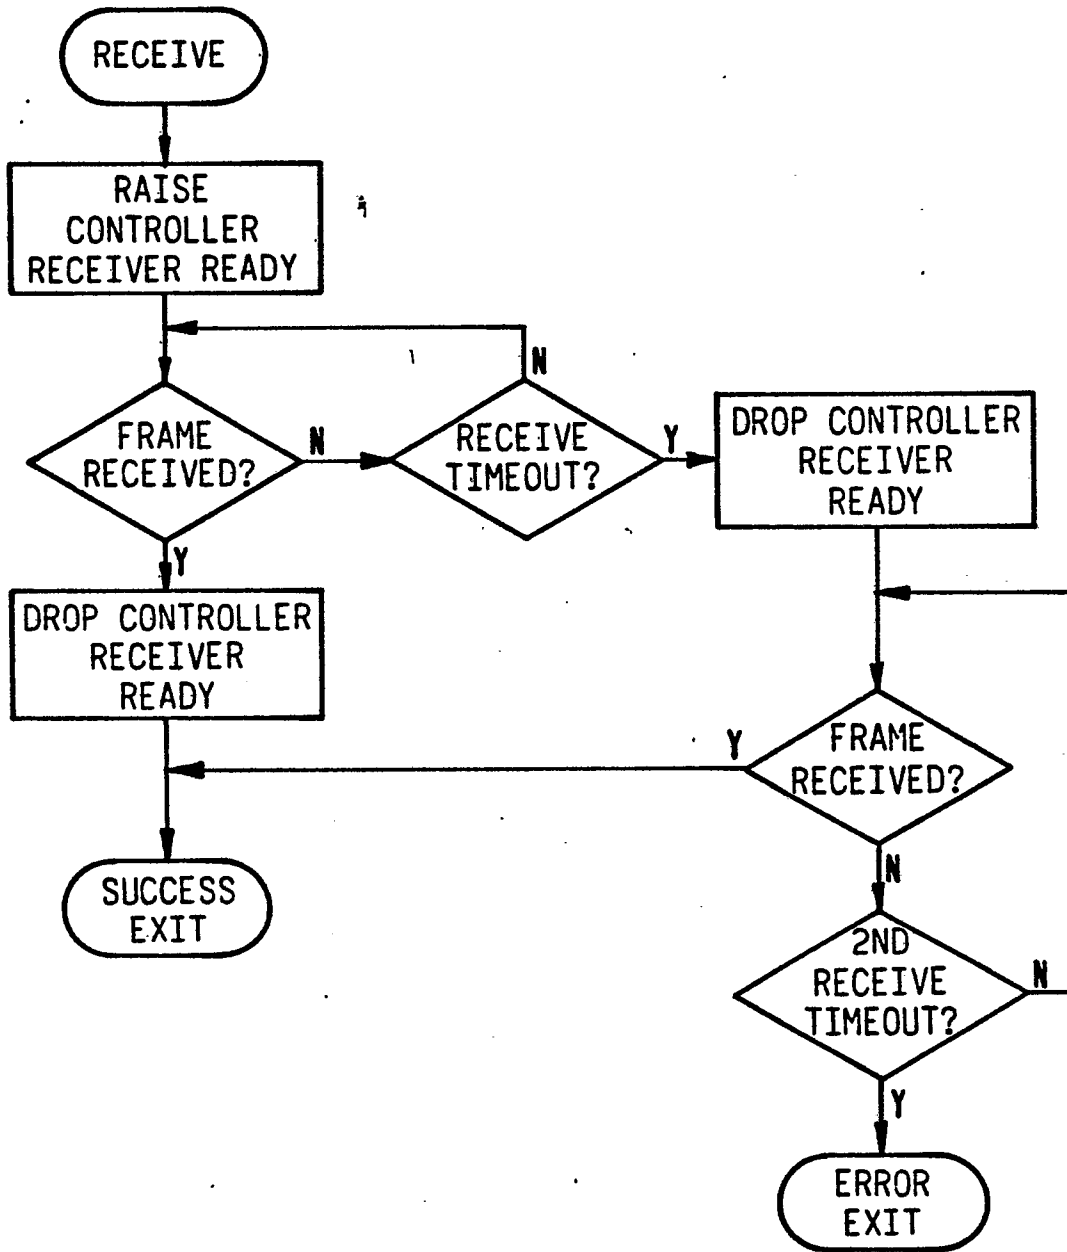 RECEIVE
RAISE
CONTROLLER
RECEIVER READY
N
FRAME
RECEIVED?
N
RECEIVE
TIMEOUT?
Y
DROP CONTROLLER
RECEIVER
READY
Y
DROP CONTROLLER
RECEIVER
READY
Y
FRAME
RECEIVED?
N
SUCCESS
EXIT
2ND
RECEIVE
TIMEOUT?
N
Y
ERROR
EXIT